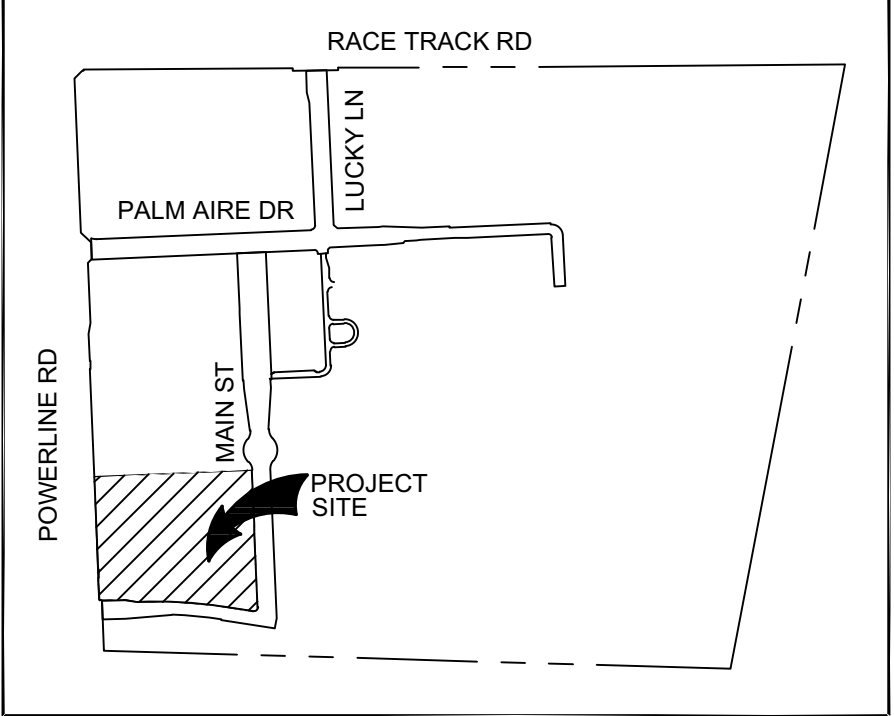 RACE TRACK RD
LUCKY LN
PALM AIRE DR
POWERLINE RD
MAIN ST
PROJECT
SITE